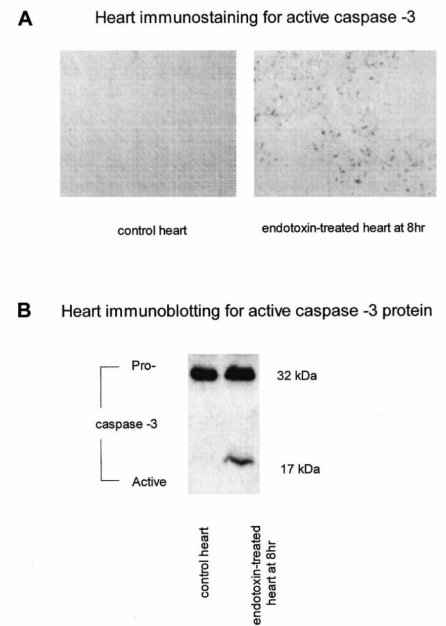 A Heart immunostaining for active caspase -3
control heart
endotoxin-treated heart at 8hr
B Heart immunoblotting for active caspase -3 protein
Pro-
32 kDa
caspase -3
17 kDa
Active
control heart
endotoxin-treated
heart at 8hr